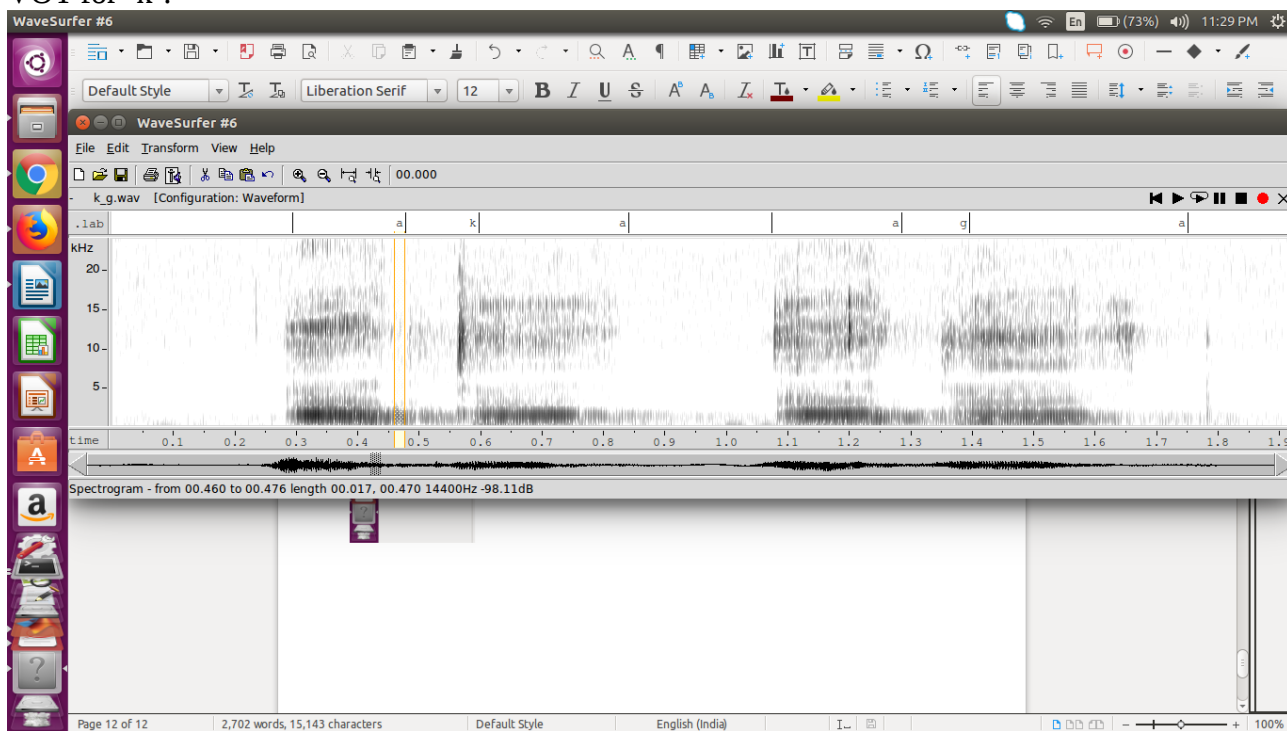 VOT for 'k':
WaveSurfer #6 En (73%) 11:29 PM
Default Style Liberation Serif 12 B I U S
WaveSurfer #6
File Edit Transform View Help
00.000
- k_g.wav [Configuration: Waveform]
.lab a k a a g a
kHz
20
15
10
5
time 0.1 0.2 0.3 0.4 0.5 0.6 0.7 0.8 0.9 1.0 1.1 1.2 1.3 1.4 1.5 1.6 1.7 1.8
Spectrogram - from 00.460 to 00.476 length 00.017, 00.470 14400Hz -98.11dB
Page 12 of 12 2,702 words, 15,143 characters Default Style English (India) 100%